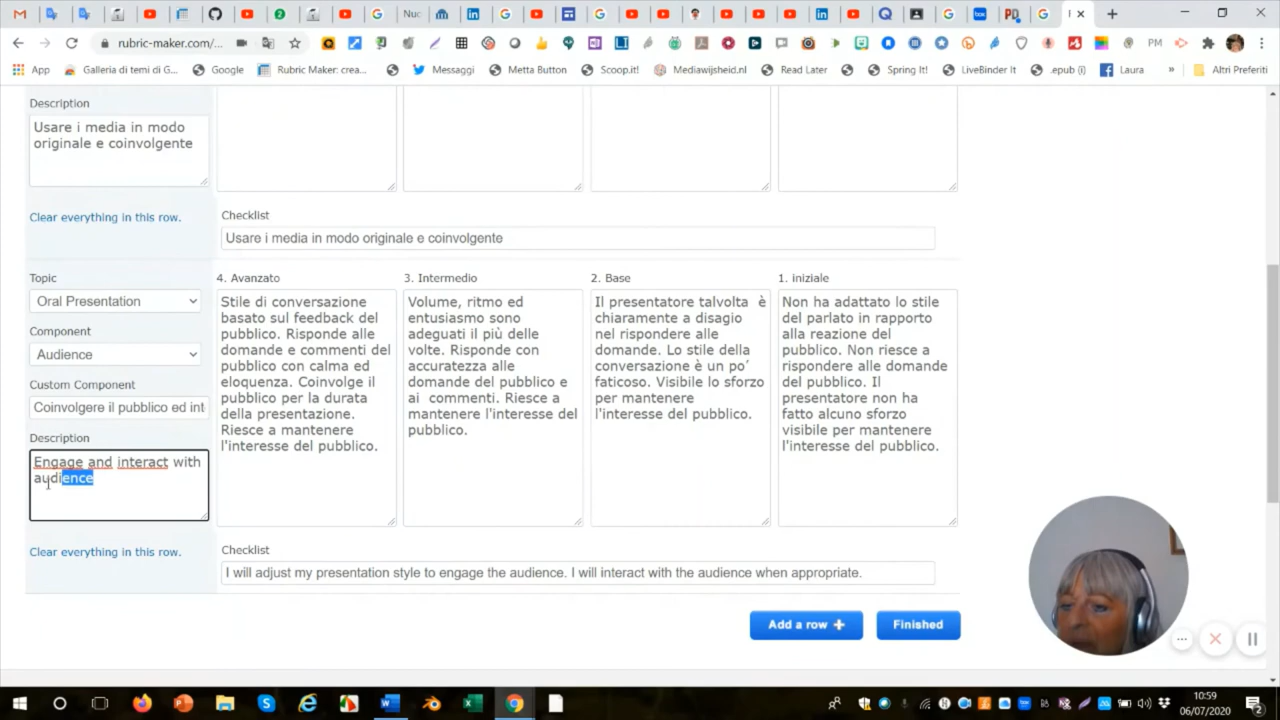 Nuc
rubric-maker.com/...
PM
App
Galleria di temi di G...
Google
Rubric Maker: crea...
Messaggi
Metta Button
Scoop.it!
Mediawijsheid.nl
Read Later
Spring It!
LiveBinder It
.epub (i)
Laura
»
Altri Preferiti
Description
Usare i media in modo
originale e coinvolgente
Clear everything in this row.
Checklist
Usare i media in modo originale e coinvolgente
Topic
4. Avanzato
3. Intermedio
2. Base
1. iniziale
Oral Presentation
Component
Audience
Custom Component
Coinvolgere il pubblico ed int
Description
Engage and interact with
audience
Stile di conversazione
basato sul feedback del
pubblico. Risponde alle
domande e commenti del
pubblico con calma ed
eloquenza. Coinvolge il
pubblico per la durata
della presentazione.
Riesce a mantenere
l'interesse del pubblico.
Volume, ritmo ed
entusiasmo sono
adeguati il più delle
volte. Risponde con
accuratezza alle
domande del pubblico e
ai commenti. Riesce a
mantenere l'interesse del
pubblico.
Il presentatore talvolta è
chiaramente a disagio
nel rispondere alle
domande. Lo stile della
conversazione è un po'
faticoso. Visibile lo sforzo
per mantenere
l'interesse del pubblico.
Non ha adattato lo stile
del parlato in rapporto
alla reazione del
pubblico. Non riesce a
rispondere alle domande
del pubblico. Il
presentatore non ha
fatto alcuno sforzo
visibile per mantenere
l'interesse del pubblico.
Clear everything in this row.
Checklist
I will adjust my presentation style to engage the audience. I will interact with the audience when appropriate.
Add a row +
Finished
10:59
06/07/2020